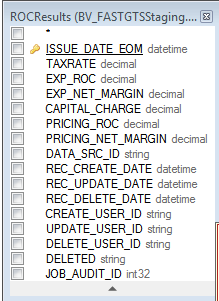 ROCResults (BV_FASTGTSStaging....
*
ISSUE_DATE_EOM datetime
TAXRATE decimal
EXP_ROC decimal
EXP_NET_MARGIN decimal
CAPITAL_CHARGE decimal
PRICING_ROC decimal
PRICING_NET_MARGIN decimal
DATA_SRC_ID string
REC_CREATE_DATE datetime
REC_UPDATE_DATE datetime
REC_DELETE_DATE datetime
CREATE_USER_ID string
UPDATE_USER_ID string
DELETE_USER_ID string
DELETED string
JOB_AUDIT_ID int32